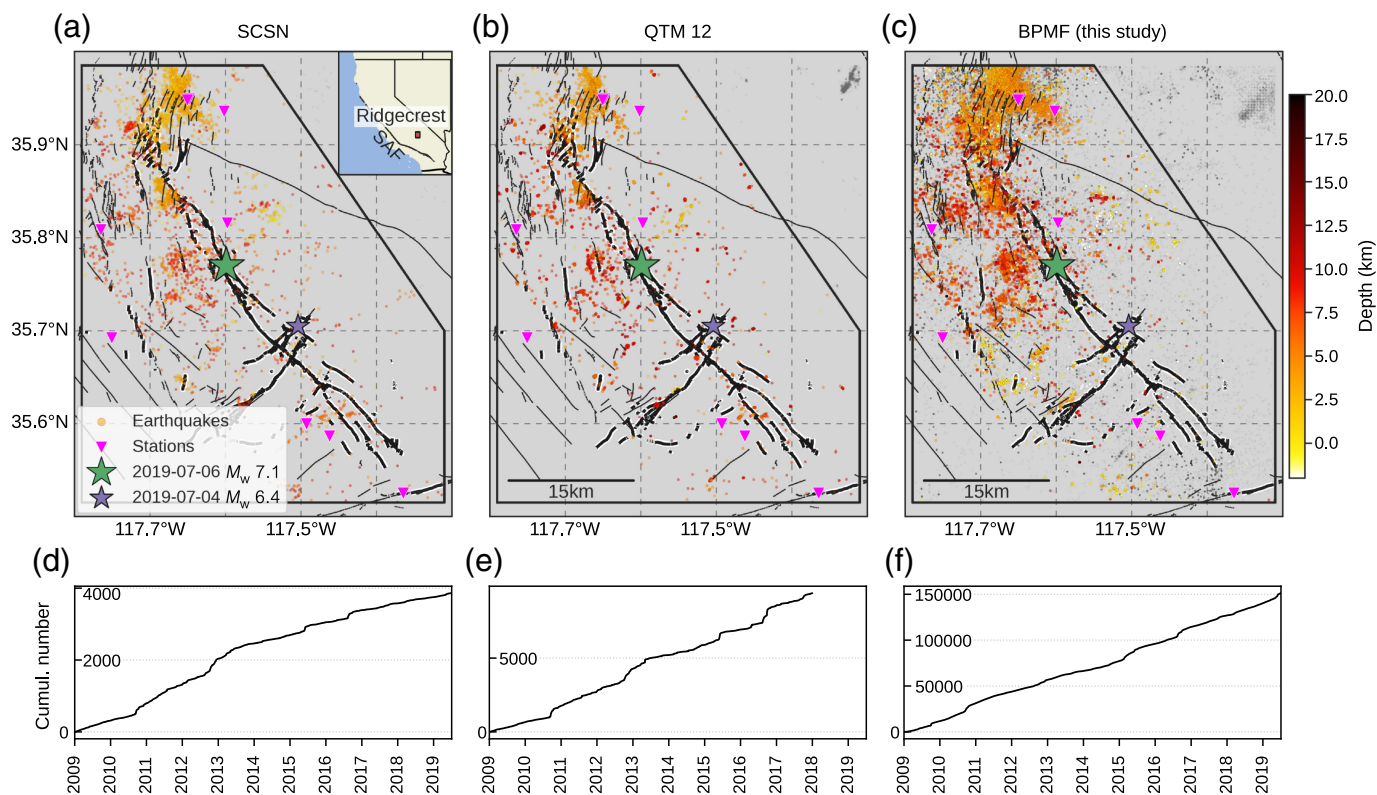 (a)
SCSN
(b)
QTM 12
(c)
BPMF (this study)
Ridgecrest
SAF
35.9°N
35.8°N
35.7°N
35.6°N
Earthquakes
Stations
2019-07-06 Mw 7.1
2019-07-04 Mw 6.4
15km
15km
117.7°W
117.5°W
117.7°W
117.5°W
117.7°W
117.5°W
20.0
17.5
15.0
12.5
10.0
7.5
5.0
2.5
0.0
Depth (km)
(d)
(e)
(f)
Cumul. number
4000
2000
0
5000
0
150000
100000
50000
0
2009
2010
2011
2012
2013
2014
2015
2016
2017
2018
2019
2009
2010
2011
2012
2013
2014
2015
2016
2017
2018
2019
2009
2010
2011
2012
2013
2014
2015
2016
2017
2018
2019